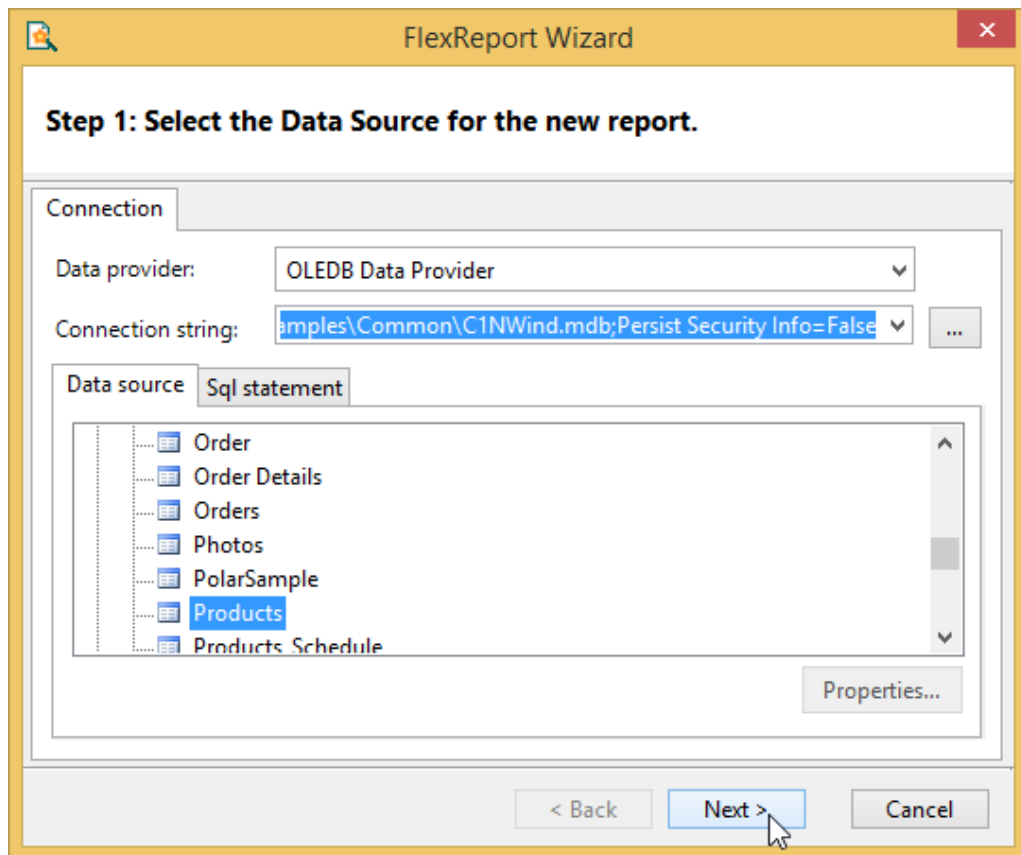 FlexReport Wizard
Step 1: Select the Data Source for the new report.
Connection
Data provider: OLEDB Data Provider
Connection string: amples\Common\C1NWind.mdb;Persist Security Info=False ...
Data source Sql statement
Order
Order Details
Orders
Photos
PolarSample
Products
Products_Schedule
Properties...
< Back Next > Cancel